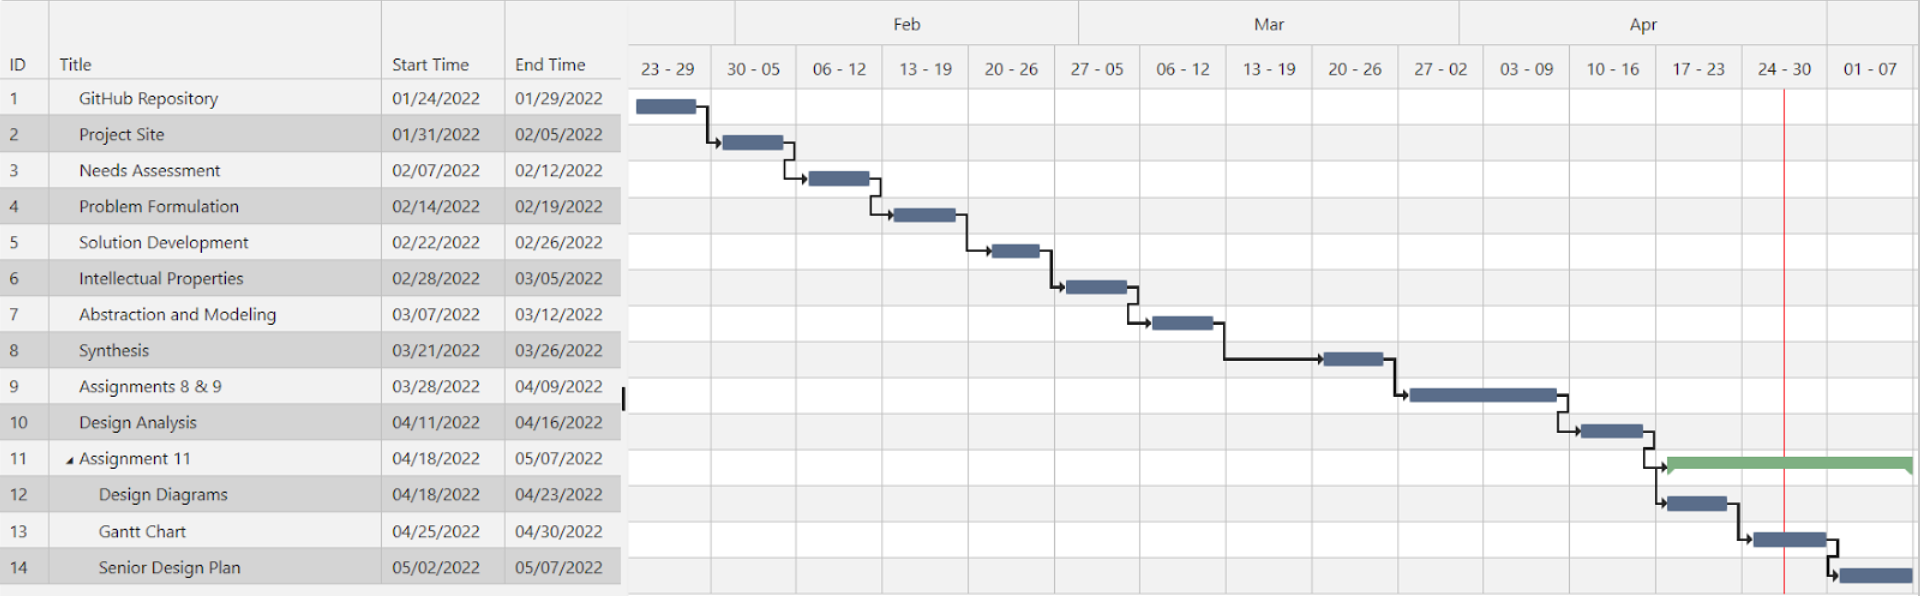 Feb Mar Apr
ID Title Start Time End Time 23 - 29 30 - 05 06 - 12 13 - 19 20 - 26 27 - 05 06 - 12 13 - 19 20 - 26 27 - 02 03 - 09 10 - 16 17 - 23 24 - 30 01 - 07
1 GitHub Repository 01/24/2022 01/29/2022
2 Project Site 01/31/2022 02/05/2022
3 Needs Assessment 02/07/2022 02/12/2022
4 Problem Formulation 02/14/2022 02/19/2022
5 Solution Development 02/22/2022 02/26/2022
6 Intellectual Properties 02/28/2022 03/05/2022
7 Abstraction and Modeling 03/07/2022 03/12/2022
8 Synthesis 03/21/2022 03/26/2022
9 Assignments 8 & 9 03/28/2022 04/09/2022
10 Design Analysis 04/11/2022 04/16/2022
11 Assignment 11 04/18/2022 05/07/2022
12 Design Diagrams 04/18/2022 04/23/2022
13 Gantt Chart 04/25/2022 04/30/2022
14 Senior Design Plan 05/02/2022 05/07/2022